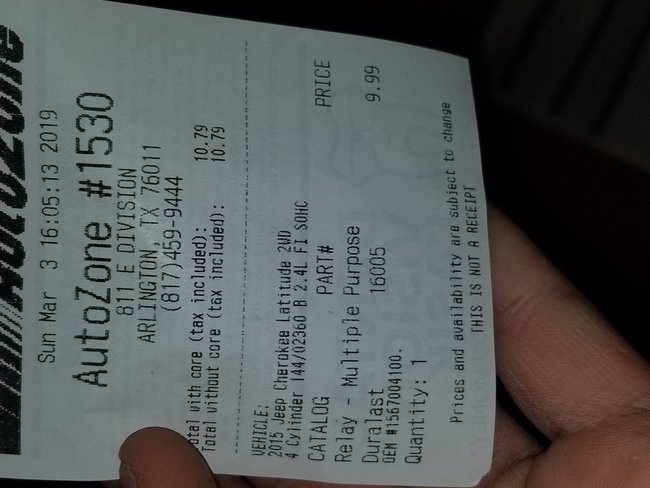 AutoZone
Sun Mar 3 16:05:13 2019
AutoZone #1530
811 E DIVISION
ARLINGTON, TX 76011
(817)459-9444
otal with core (tax included): 10.79
Total without core (tax included): 10.79
VEHICLE:
2015 Jeep Cherokee Latitude 2WD
4 Cylinder 144/02360 B 2.4L FI SOHC
CATALOG PART# PRICE
Relay - Multiple Purpose
Duralast 16005 9.99
OEM #1567004100.
Quantity: 1
Prices and availability are subject to change
THIS IS NOT A RECEIPT